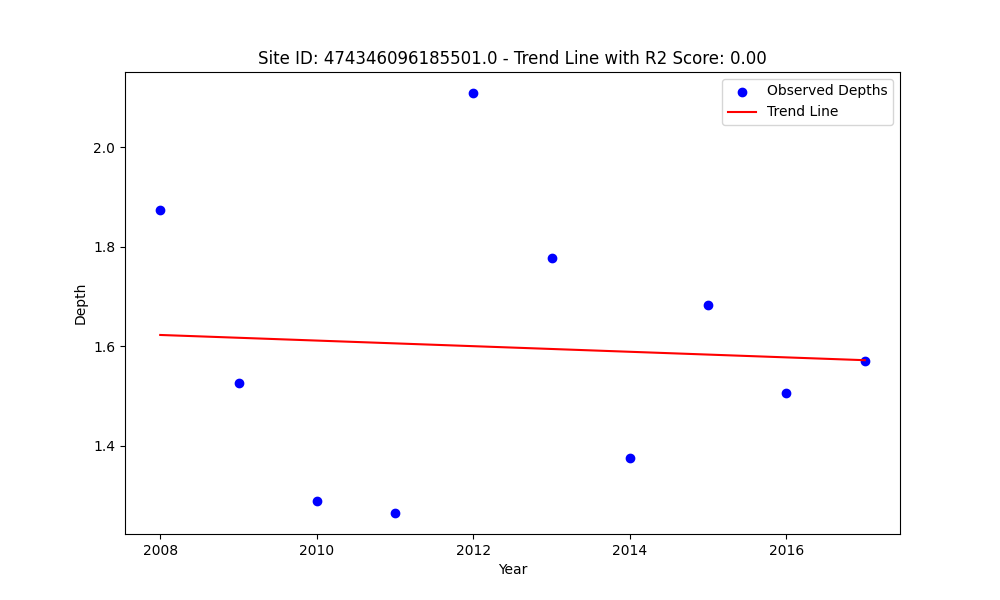 Site ID: 474346096185501.0 - Trend Line with R2 Score: 0.00
Observed Depths
Trend Line
2.0
1.8
1.6
1.4
Depth
2008
2010
2012
2014
2016
Year